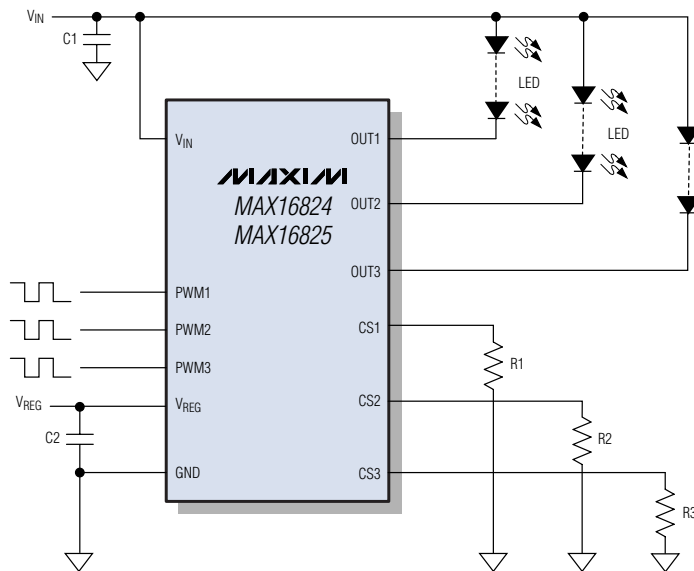 VIN
C1
LED
LED
VIN
OUT1
MAXIM
MAX16824
MAX16825
OUT2
OUT3
PWM1
PWM2
PWM3
CS1
R1
VREG
VREG
CS2
C2
R2
GND
CS3
R3